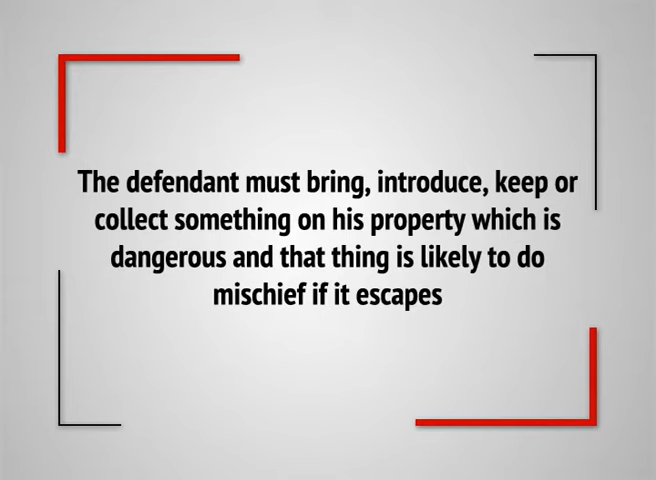 The defendant must bring, introduce, keep or
collect something on his property which is
dangerous and that thing is likely to do
mischief if it escapes